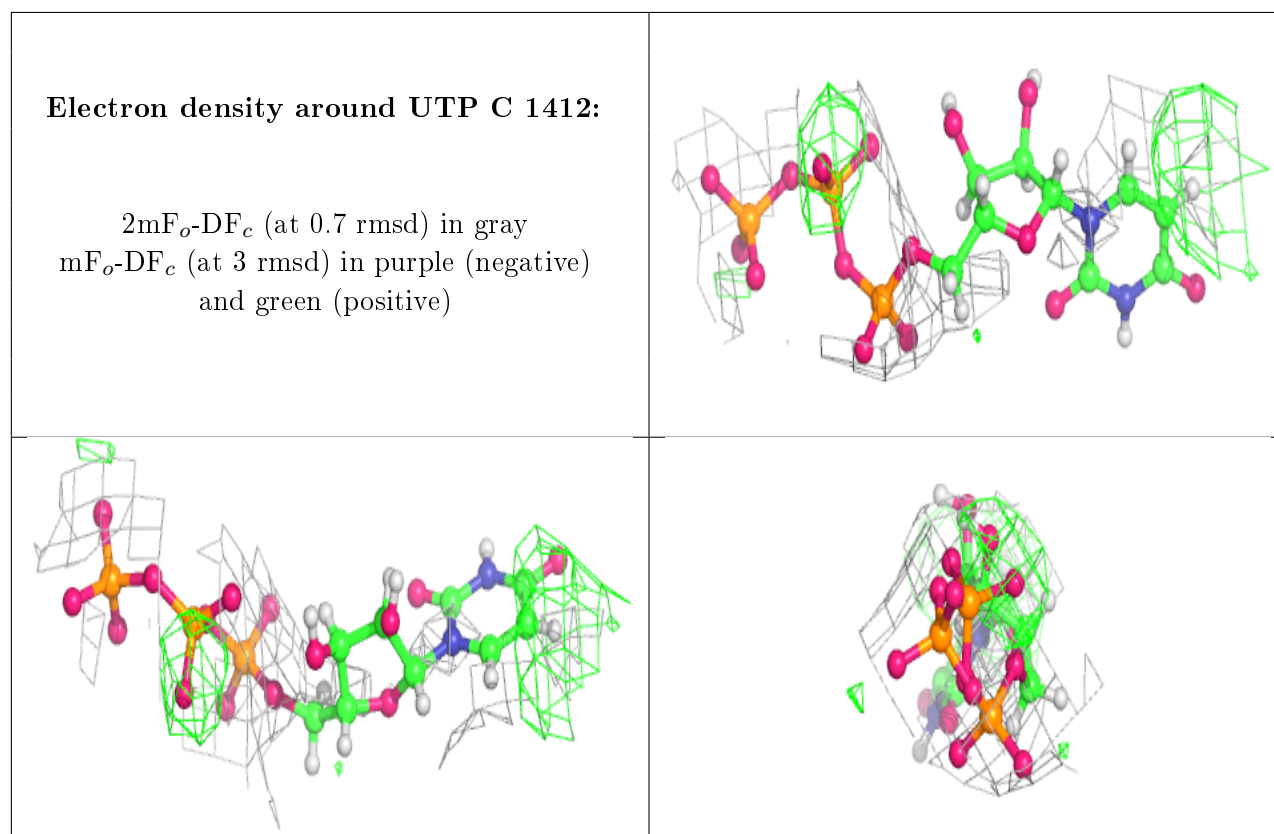 Electron density around UTP C 1412:
2mFo-DFc (at 0.7 rmsd) in gray
mFo-DFc (at 3 rmsd) in purple (negative)
and green (positive)